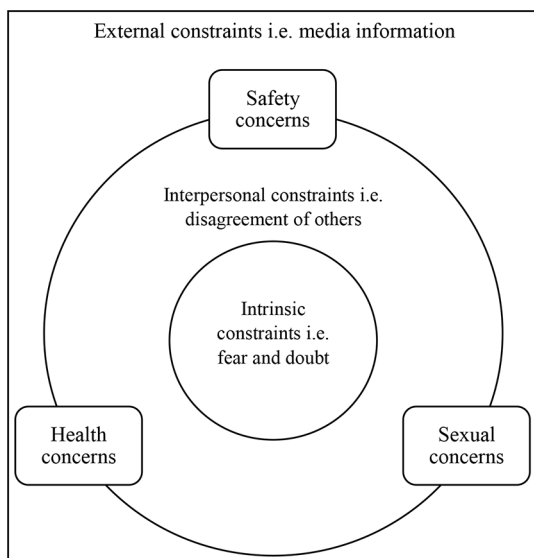 External constraints i.e. media information
Safety
concerns
Interpersonal constraints i.e.
disagreement of others
Intrinsic
constraints i.e.
fear and doubt
Health
concerns
Sexual
concerns